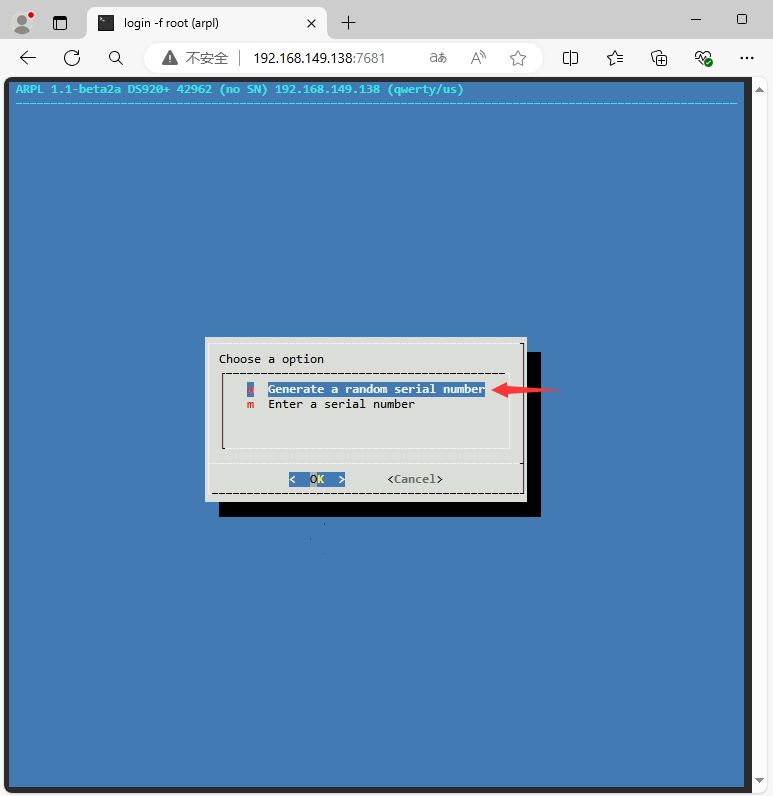 login -f root (arpl)
不安全 192.168.149.138:7681
ARPL 1.1-beta2a DS920+ 42962 (no SN) 192.168.149.138 (qwerty/us)
Choose a option
Generate a random serial number
m Enter a serial number
< OK > <Cancel>